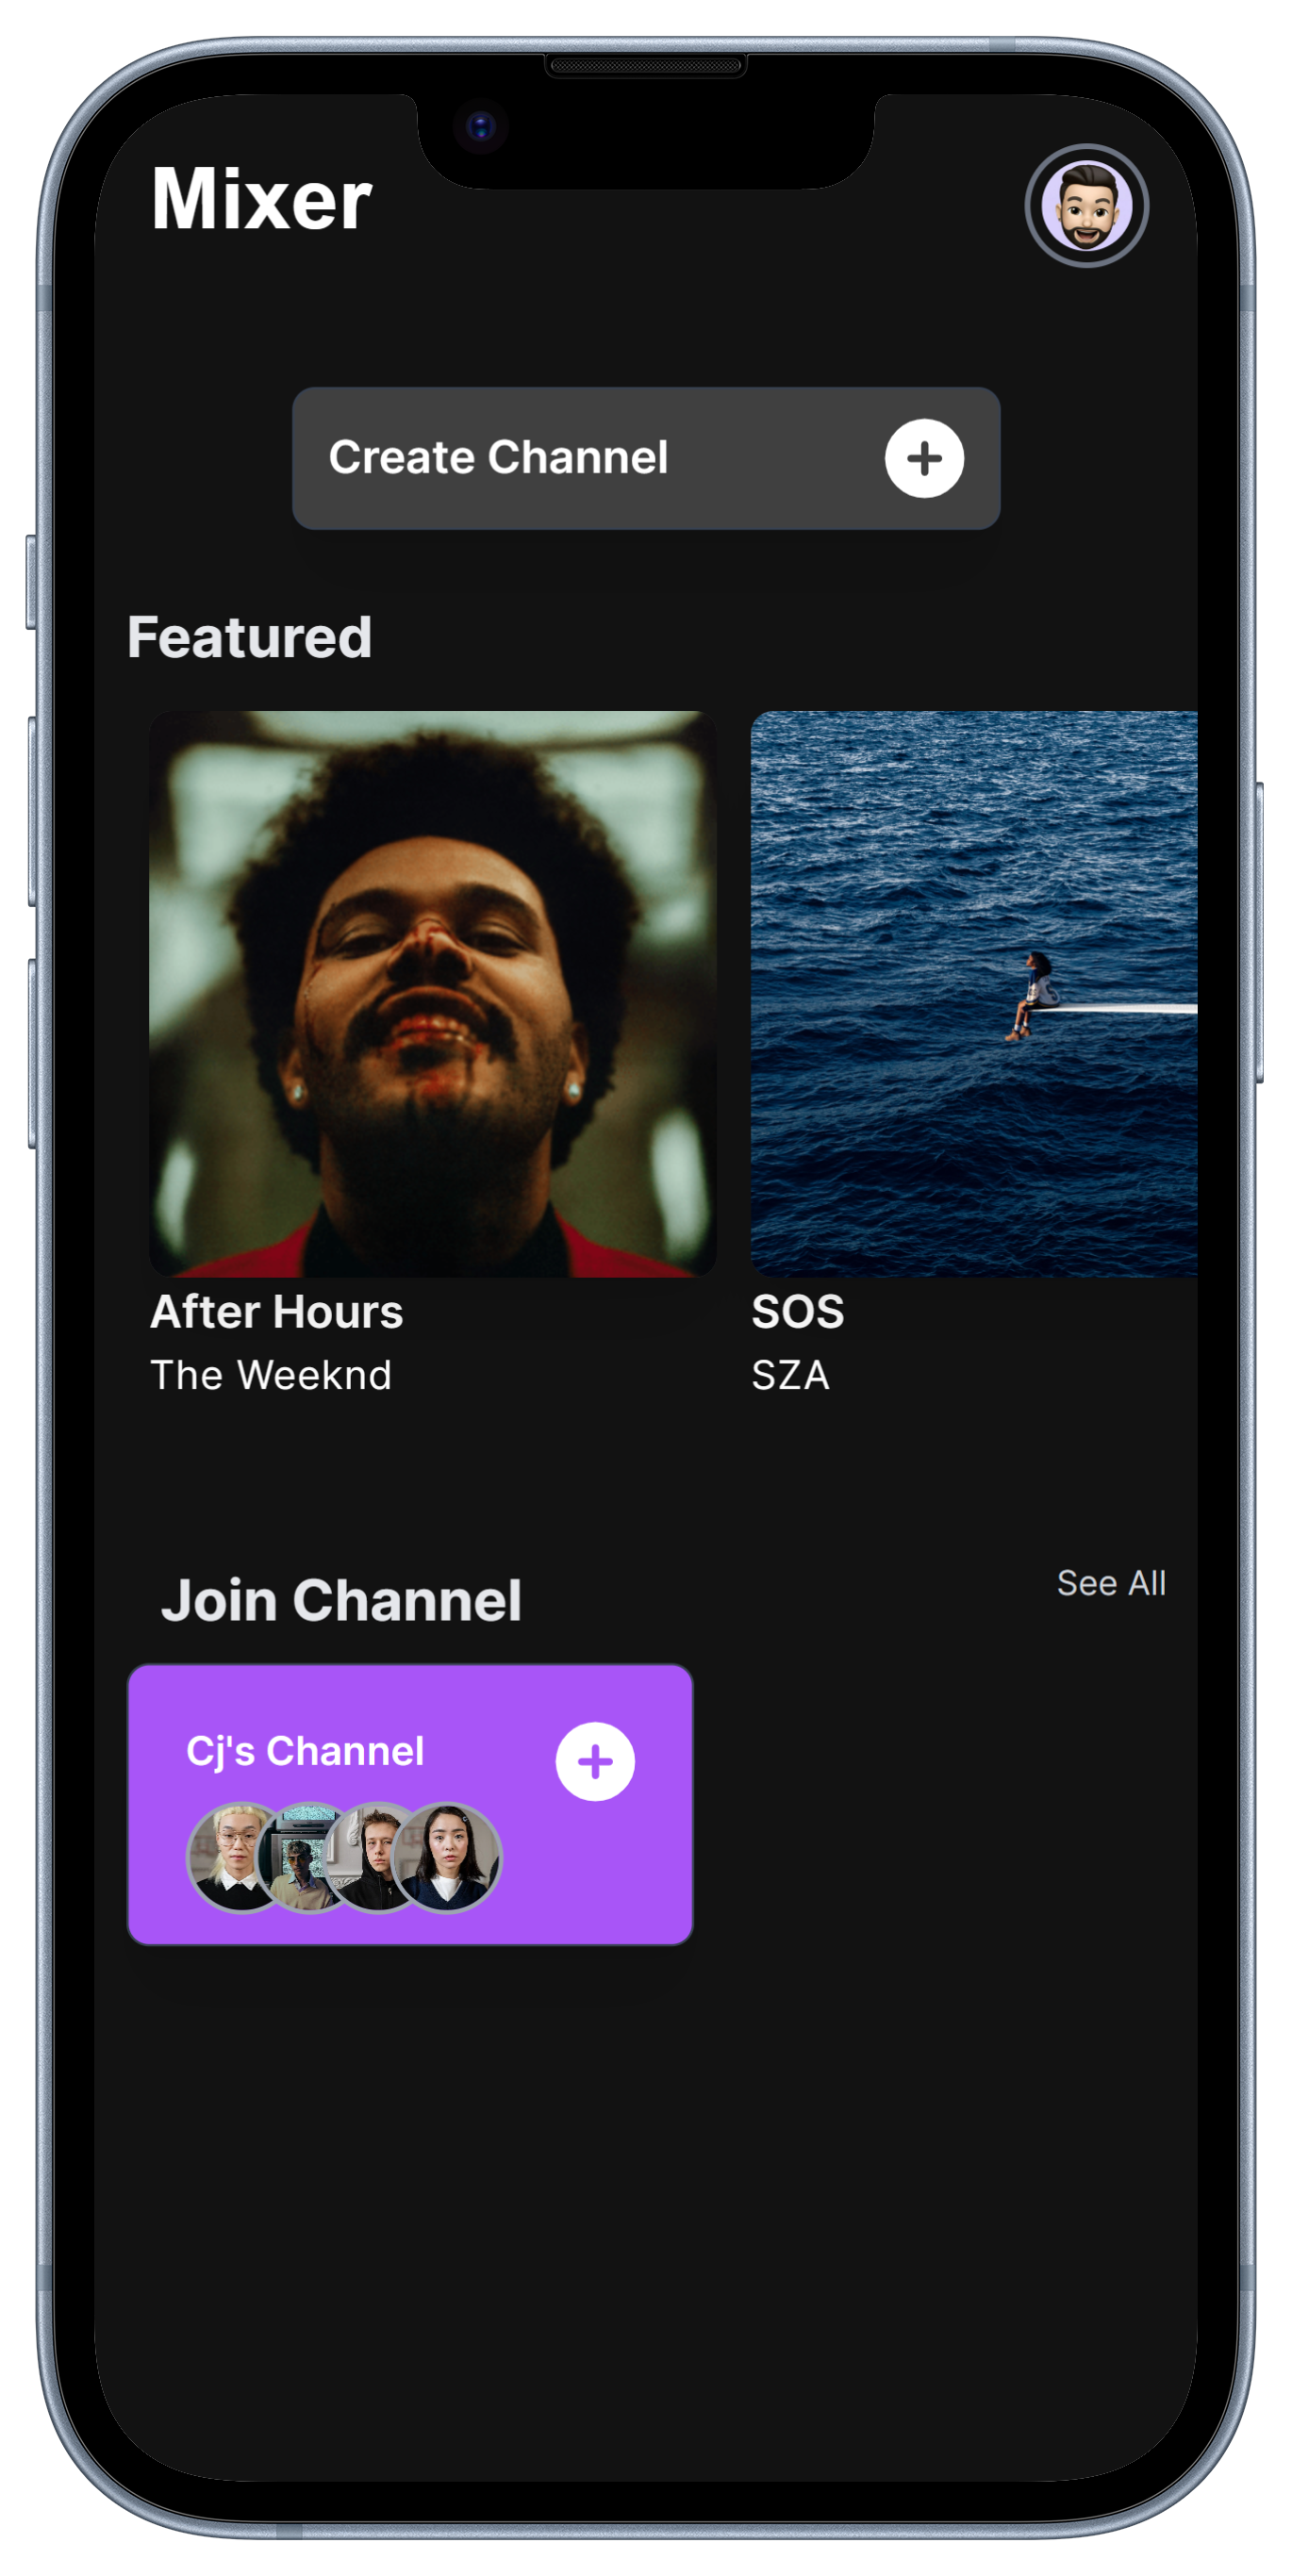 Mixer
Create Channel
Featured
After Hours
The Weeknd
SOS
SZA
Join Channel
See All
Cj's Channel